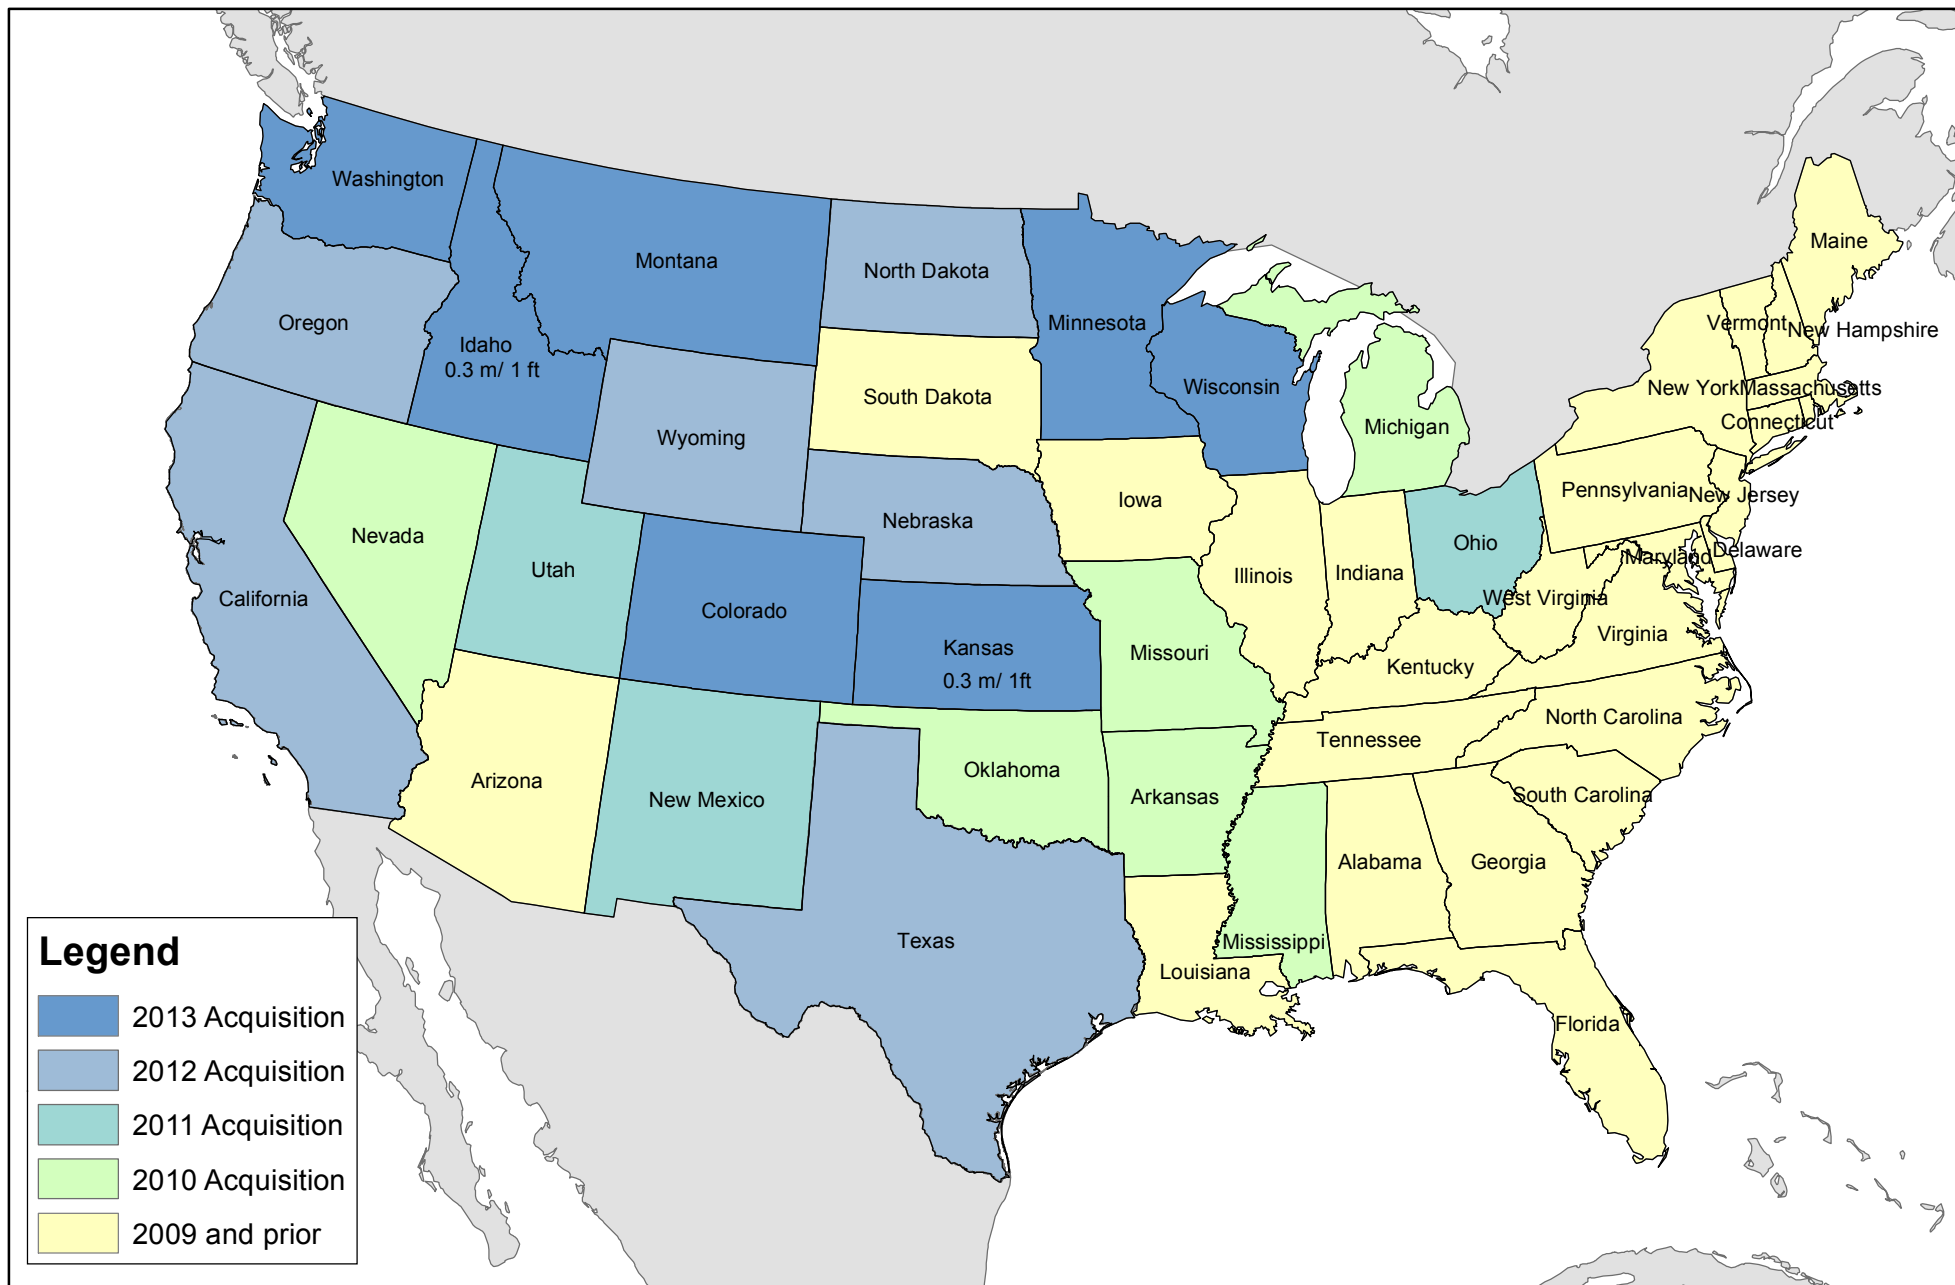 Washington
Montana
North Dakota
Minnesota
Maine
Oregon
Idaho
0.3 m/ 1 ft
Wyoming
South Dakota
Wisconsin
Michigan
Vermont
New Hampshire
New York
Massachusetts
Connecticut
Nevada
Utah
Nebraska
Iowa
Illinois
Indiana
Ohio
Pennsylvania
New Jersey
Maryland
Delaware
West Virginia
Virginia
California
Colorado
Kansas
0.3 m/ 1ft
Missouri
Kentucky
North Carolina
Tennessee
South Carolina
Arizona
New Mexico
Oklahoma
Arkansas
Alabama
Georgia
Texas
Mississippi
Louisiana
Florida
Legend
2013 Acquisition
2012 Acquisition
2011 Acquisition
2010 Acquisition
2009 and prior